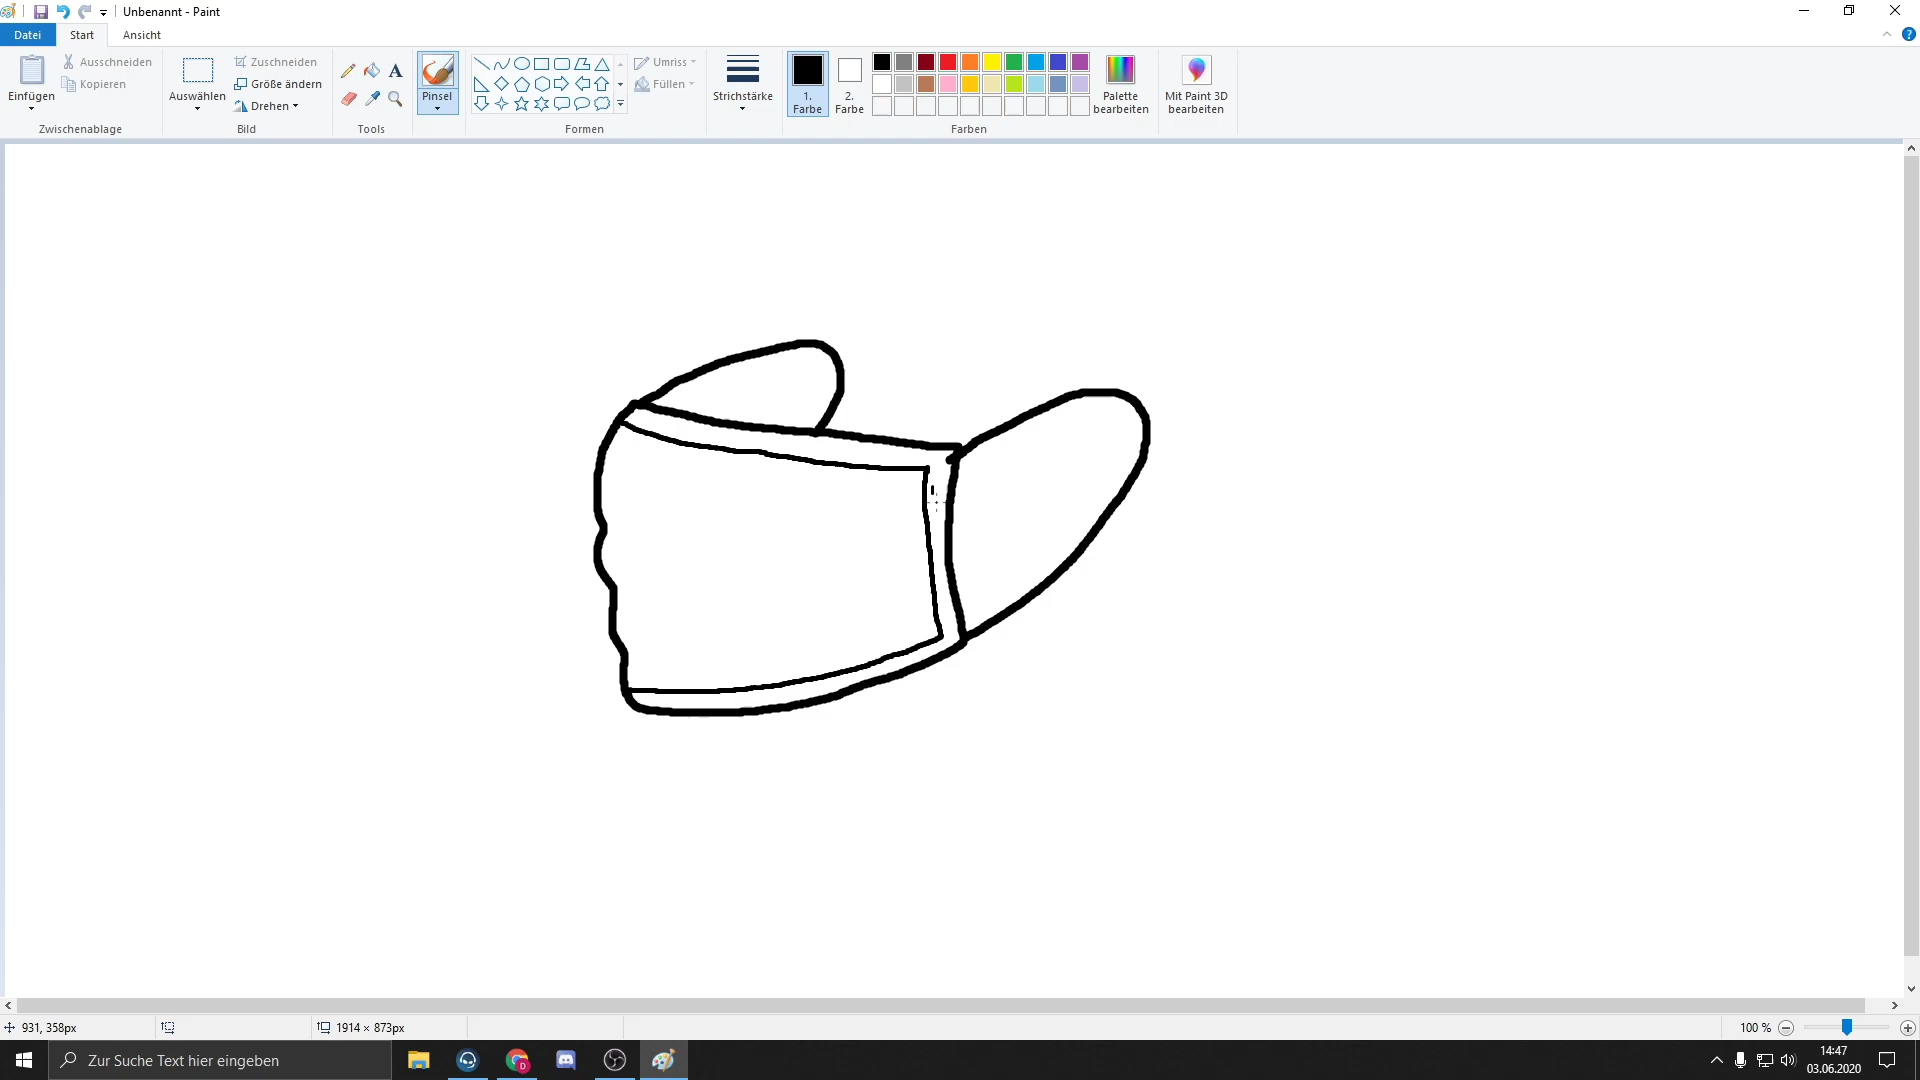 Unbenannt - Paint
Datei
Start
Ansicht
Einfügen
Ausschneiden
Kopieren
Zwischenablage
Auswählen
Zuschneiden
Größe ändern
Drehen
Bild
A
Tools
Pinsel
Umriss
Füllen
Formen
Strichstärke
1.
Farbe
2.
Farbe
Palette
bearbeiten
Farben
Mit Paint 3D
bearbeiten
?
931, 358px
1914 × 873px
100 %
Zur Suche Text hier eingeben
D
14:47
03.06.2020